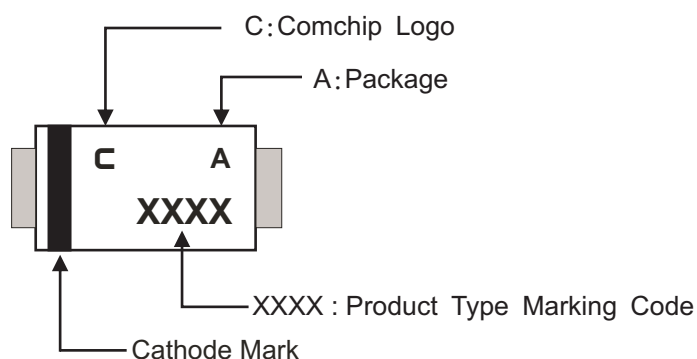 C:Comchip Logo
A:Package
C A
XXXX
XXXX : Product Type Marking Code
Cathode Mark